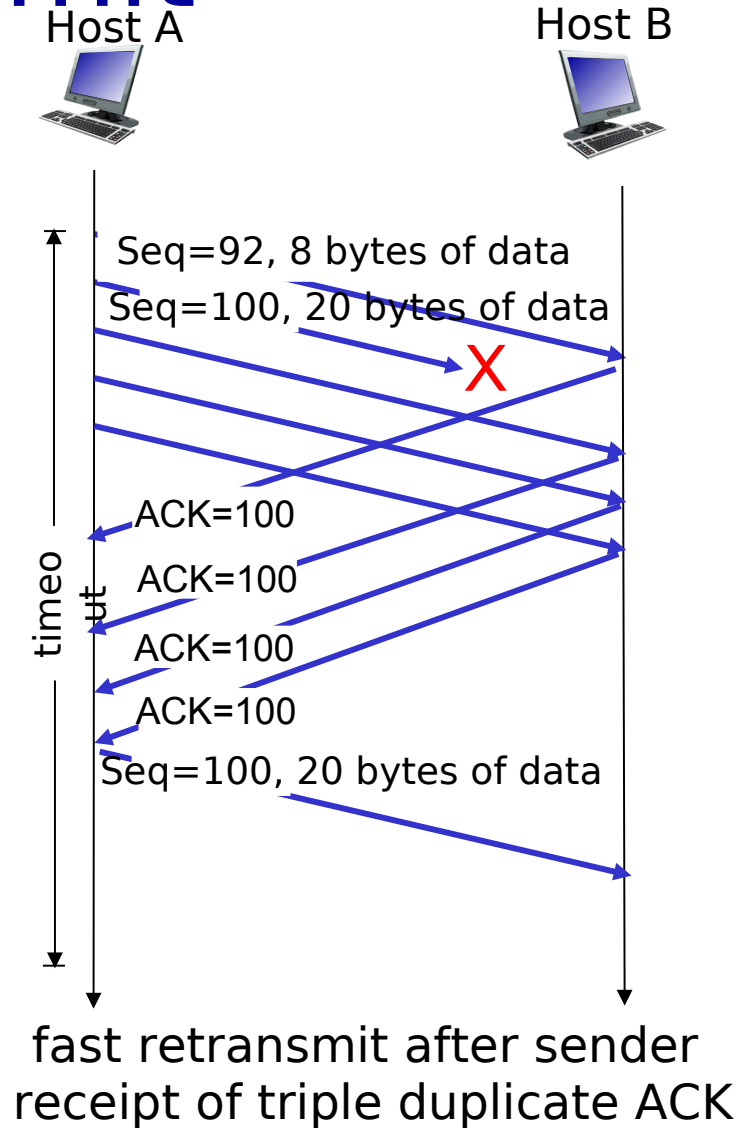 Host A
Host B
Seq=92, 8 bytes of data
Seq=100, 20 bytes of data
X
ACK=100
ACK=100
ACK=100
ACK=100
timeo
ut
Seq=100, 20 bytes of data
fast retransmit after sender
receipt of triple duplicate ACK